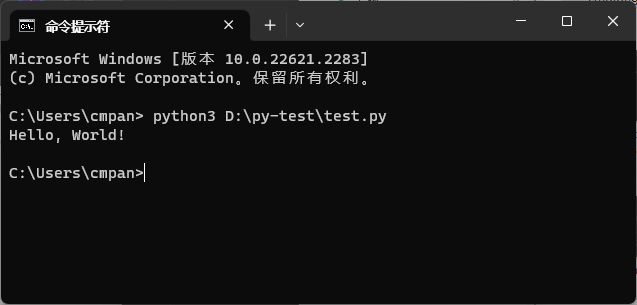 命令提示符
Microsoft Windows [版本 10.0.22621.2283]
(c) Microsoft Corporation。保留所有权利。
C:\Users\cmpan> python3 D:\py-test\test.py
Hello, World!
C:\Users\cmpan>